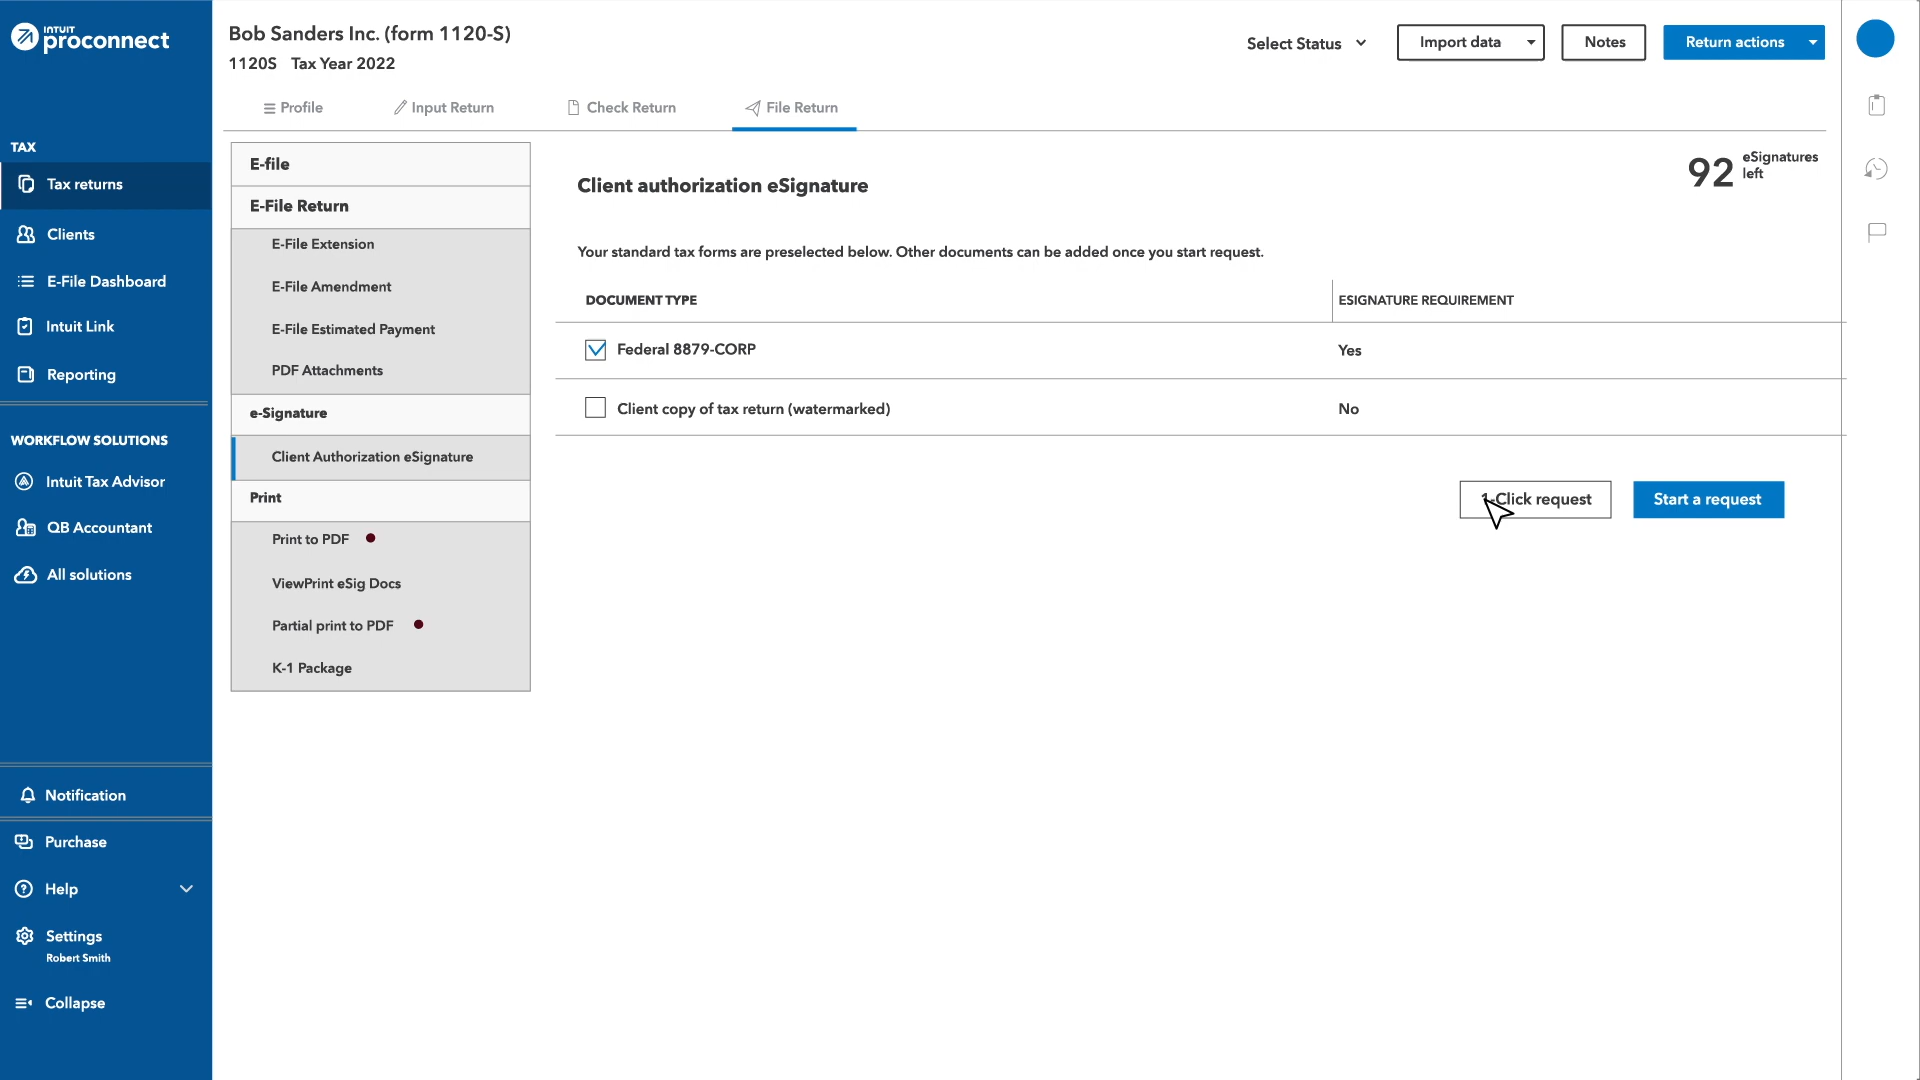 INTUIT
proconnect
TAX
Tax returns
Clients
E-File Dashboard
Intuit Link
Reporting
WORKFLOW SOLUTIONS
Intuit Tax Advisor
QB Accountant
All solutions
Notification
Purchase
Help
Settings
Robert Smith
Collapse
Bob Sanders Inc. (form 1120-S)
1120S Tax Year 2022
Select Status
Import data
Notes
Return actions
Profile
Input Return
Check Return
File Return
E-file
E-File Return
E-File Extension
E-File Amendment
E-File Estimated Payment
PDF Attachments
e-Signature
Client Authorization eSignature
Print
Print to PDF
ViewPrint eSig Docs
Partial print to PDF
K-1 Package
Client authorization eSignature
92 eSignatures
left
Your standard tax forms are preselected below. Other documents can be added once you start request.
DOCUMENT TYPE ESIGNATURE REQUIREMENT
Federal 8879-CORP Yes
Client copy of tax return (watermarked) No
1-Click request
Start a request